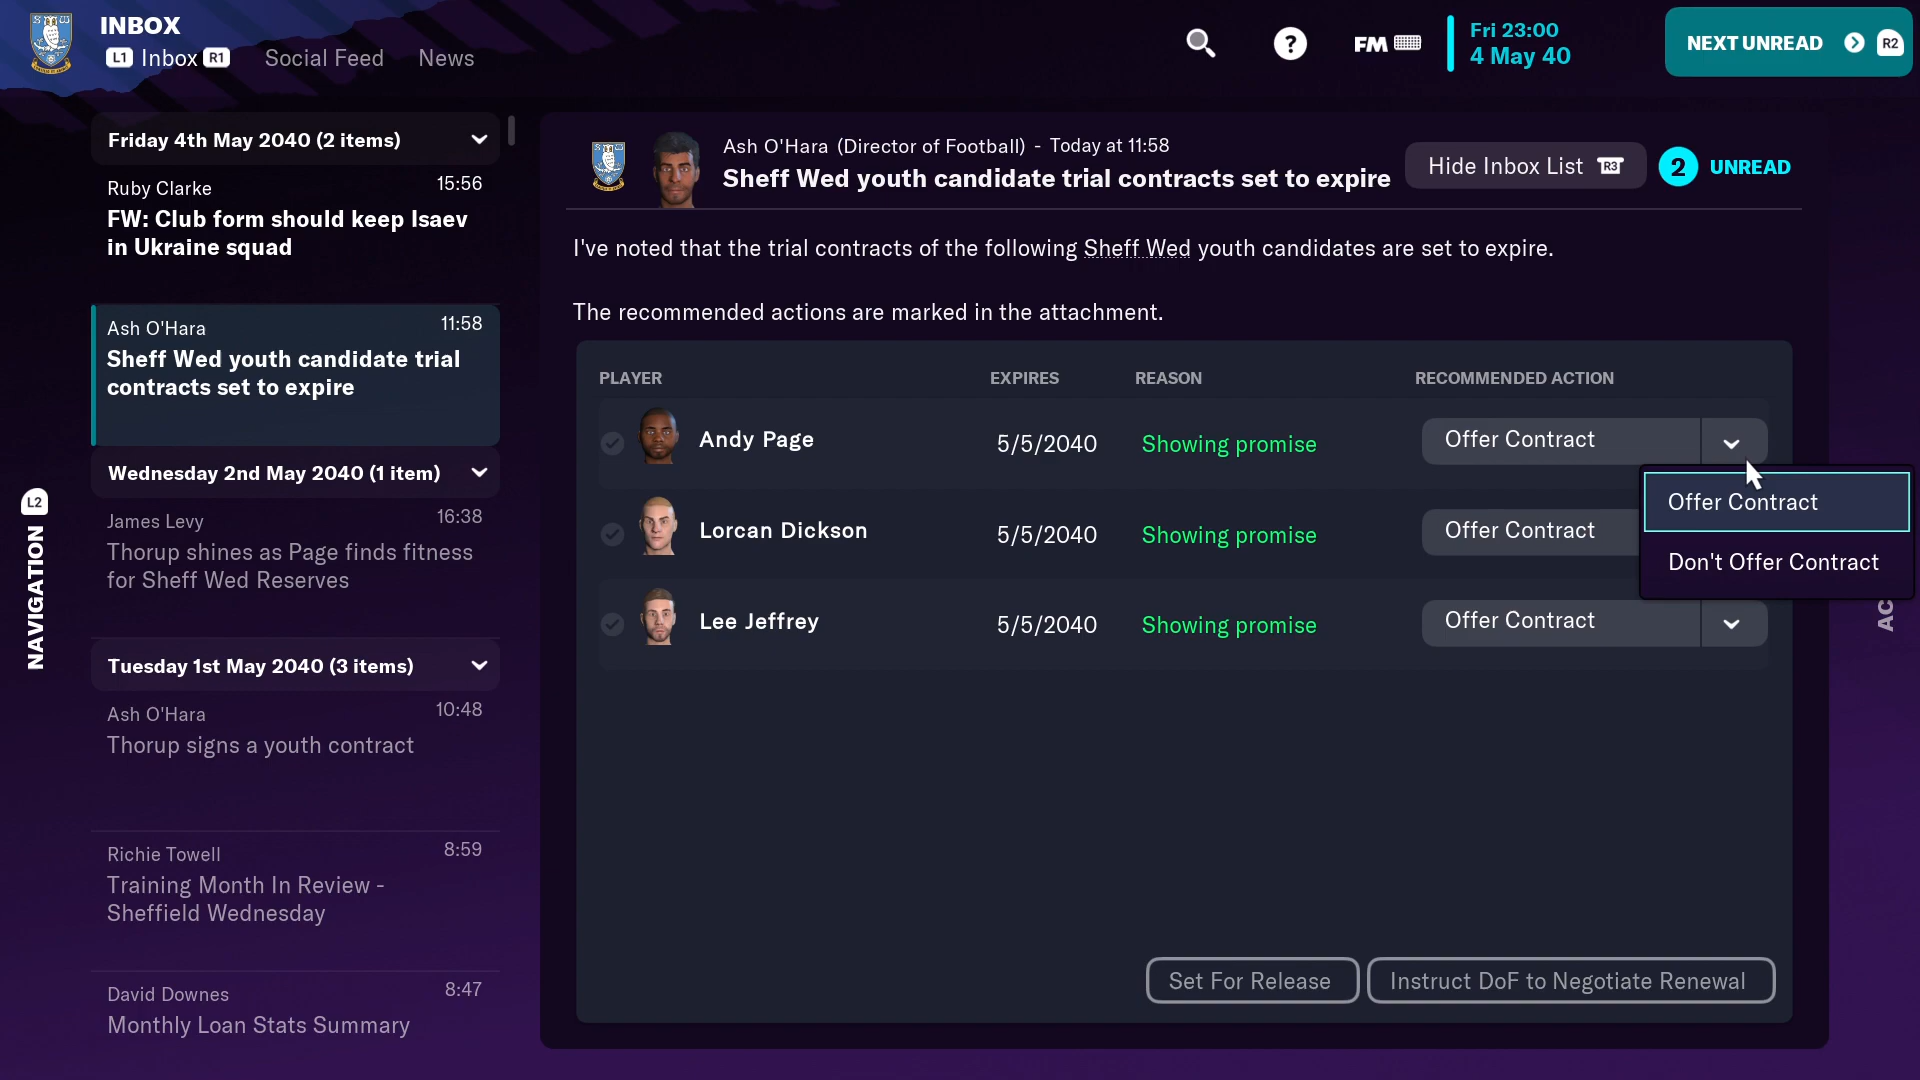 INBOX
L1 Inbox R1 Social Feed News
FM
Fri 23:00
4 May 40
NEXT UNREAD R2
Friday 4th May 2040 (2 items)
Ruby Clarke 15:56
FW: Club form should keep Isaev
in Ukraine squad
Ash O'Hara 11:58
Sheff Wed youth candidate trial
contracts set to expire
Wednesday 2nd May 2040 (1 item)
James Levy 16:38
Thorup shines as Page finds fitness
for Sheff Wed Reserves
Tuesday 1st May 2040 (3 items)
Ash O'Hara 10:48
Thorup signs a youth contract
Richie Towell 8:59
Training Month In Review -
Sheffield Wednesday
David Downes 8:47
Monthly Loan Stats Summary
L2
NAVIGATION
Ash O'Hara (Director of Football) - Today at 11:58
Sheff Wed youth candidate trial contracts set to expire
Hide Inbox List R3
2 UNREAD
I've noted that the trial contracts of the following Sheff Wed youth candidates are set to expire.
The recommended actions are marked in the attachment.
PLAYER EXPIRES REASON RECOMMENDED ACTION
Andy Page 5/5/2040 Showing promise Offer Contract
Lorcan Dickson 5/5/2040 Showing promise Offer Contract
Lee Jeffrey 5/5/2040 Showing promise Offer Contract
Offer Contract
Don't Offer Contract
AC
Set For Release Instruct DoF to Negotiate Renewal